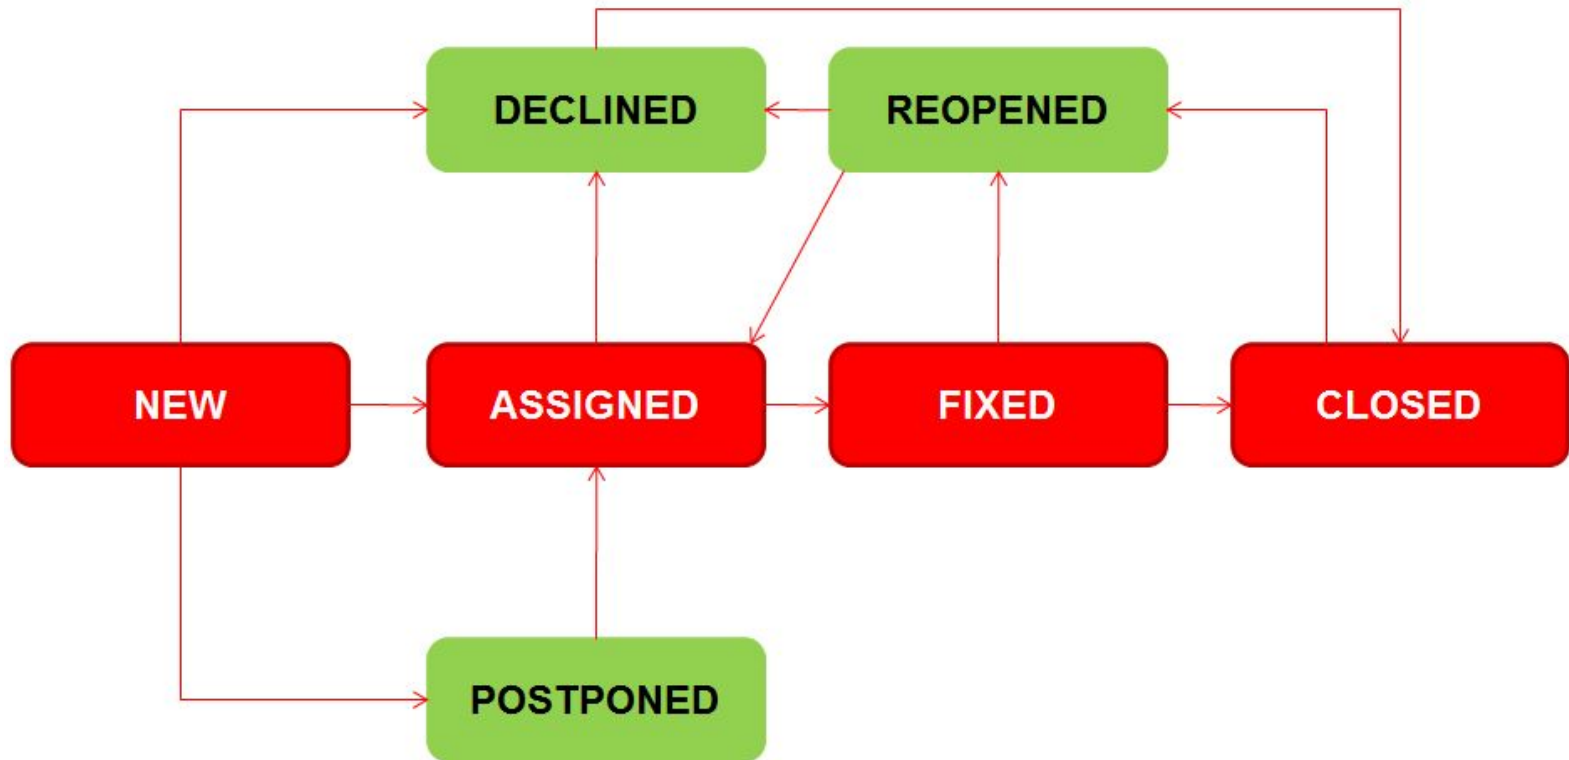 DECLINED
REOPENED
NEW
ASSIGNED
FIXED
CLOSED
POSTPONED